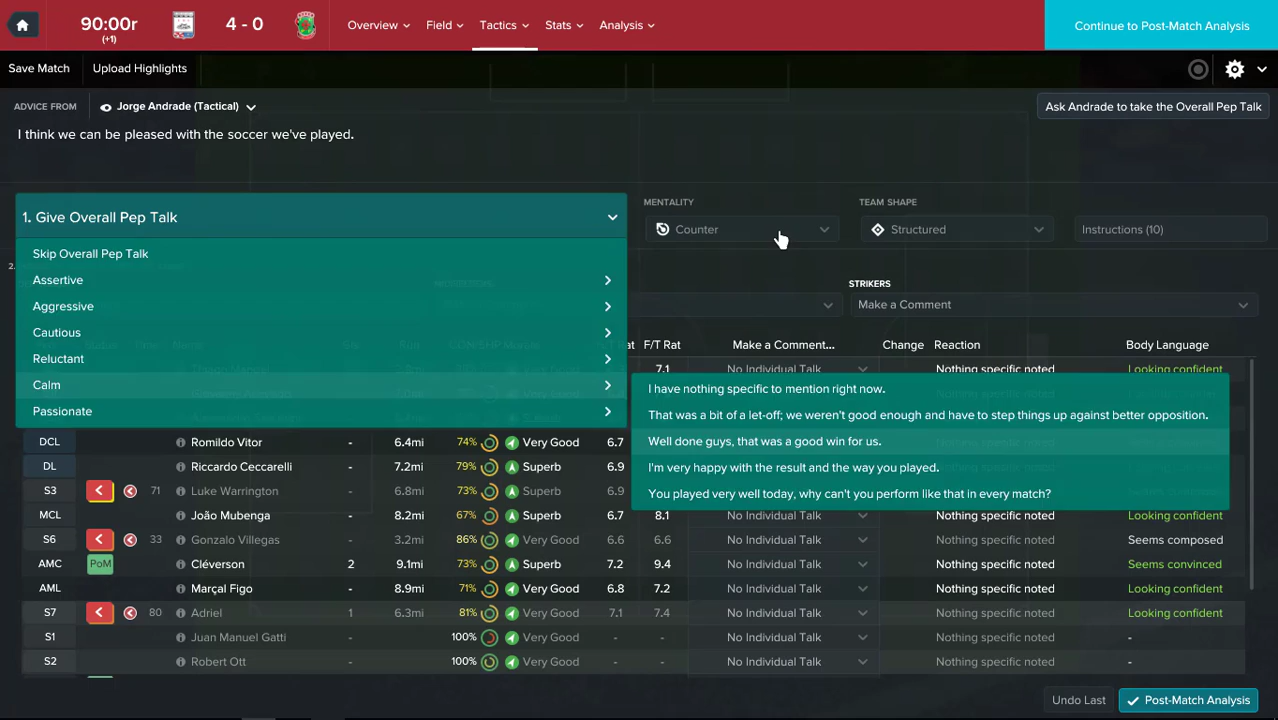 90:00r
(+1)
4 - 0
Overview
Field
Tactics
Stats
Analysis
Continue to Post-Match Analysis
Save Match
Upload Highlights
ADVICE FROM
Jorge Andrade (Tactical)
Ask Andrade to take the Overall Pep Talk
I think we can be pleased with the soccer we've played.
1. Give Overall Pep Talk
MENTALITY
TEAM SHAPE
Counter
Structured
Instructions (10)
Skip Overall Pep Talk
Assertive
Aggressive
Cautious
Reluctant
Calm
Passionate
STRIKERS
Make a Comment
F/T Rat
Make a Comment...
Change
Reaction
Body Language
7.1 No Individual Talk Nothing specific noted Looking confident
I have nothing specific to mention right now.
That was a bit of a let-off; we weren't good enough and have to step things up against better opposition.
Well done guys, that was a good win for us.
I'm very happy with the result and the way you played.
You played very well today, why can't you perform like that in every match?
DCL Romildo Vitor - 6.4mi 74% Very Good 6.7
DL Riccardo Ceccarelli - 7.2mi 79% Superb 6.9
S3 71 Luke Warrington - 6.8mi 73% Superb 6.9
MCL João Mubenga - 8.2mi 67% Superb 6.7 8.1 No Individual Talk Nothing specific noted Looking confident
S6 33 Gonzalo Villegas - 3.2mi 86% Very Good 6.6 6.6 No Individual Talk Nothing specific noted Seems composed
AMC PoM Cléverson 2 9.1mi 73% Superb 7.2 9.4 No Individual Talk Nothing specific noted Seems convinced
AML Marçal Figo - 8.9mi 71% Very Good 6.8 7.2 No Individual Talk Nothing specific noted Looking confident
S7 80 Adriel 1 6.3mi 81% Very Good 7.1 7.4 No Individual Talk Nothing specific noted Looking confident
S1 Juan Manuel Gatti - 100% Very Good - - No Individual Talk Nothing specific noted -
S2 Robert Ott - 100% Very Good - - No Individual Talk Nothing specific noted -
Undo Last
Post-Match Analysis